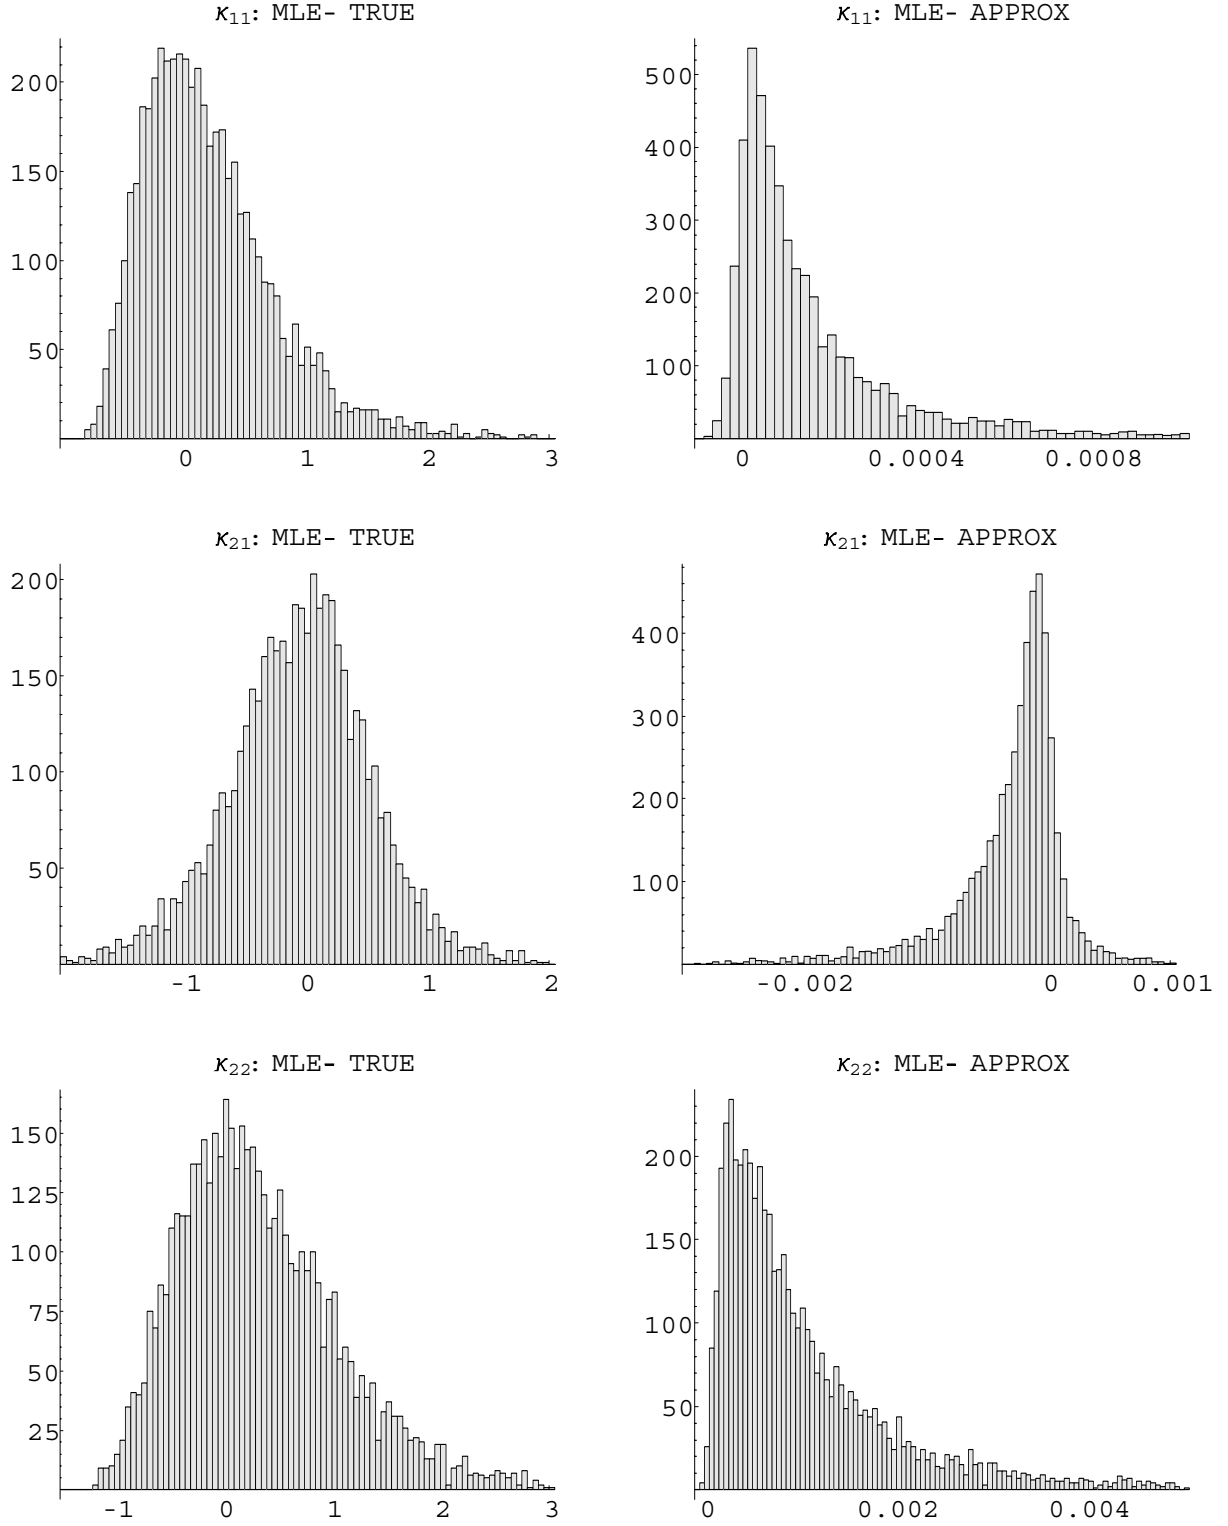 κ11: MLE- TRUE
200
150
100
50
0 1 2 3
κ11: MLE- APPROX
500
400
300
200
100
0 0.0004 0.0008
κ21: MLE- TRUE
200
150
100
50
-1 0 1 2
κ21: MLE- APPROX
400
300
200
100
-0.002 0 0.001
κ22: MLE- TRUE
150
125
100
75
50
25
-1 0 1 2 3
κ22: MLE- APPROX
200
150
100
50
0 0.002 0.004